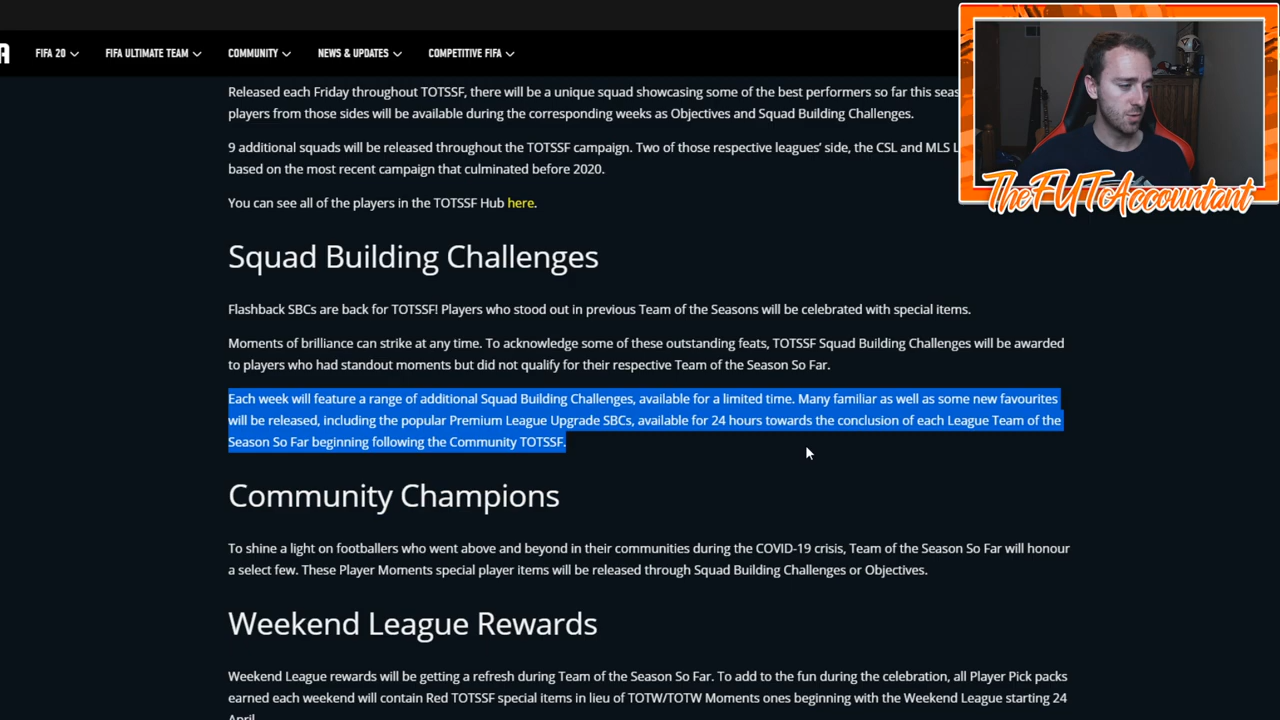 FIFA 20
FIFA ULTIMATE TEAM
COMMUNITY
NEWS & UPDATES
COMPETITIVE FIFA
Released each Friday throughout TOTSSF, there will be a unique squad showcasing some of the best performers so far this
players from those sides will be available during the corresponding weeks as Objectives and Squad Building Challenges.
9 additional squads will be released throughout the TOTSSF campaign. Two of those respective leagues' side, the CSL and MLS
based on the most recent campaign that culminated before 2020.
You can see all of the players in the TOTSSF Hub here.
TheFUTAccountant
Squad Building Challenges
Flashback SBCs are back for TOTSSF! Players who stood out in previous Team of the Seasons will be celebrated with special items.
Moments of brilliance can strike at any time. To acknowledge some of these outstanding feats, TOTSSF Squad Building Challenges will be awarded
to players who had standout moments but did not qualify for their respective Team of the Season So Far.
Each week will feature a range of additional Squad Building Challenges, available for a limited time. Many familiar as well as some new favourites
will be released, including the popular Premium League Upgrade SBCs, available for 24 hours towards the conclusion of each League Team of the
Season So Far beginning following the Community TOTSSF.
Community Champions
To shine a light on footballers who went above and beyond in their communities during the COVID-19 crisis, Team of the Season So Far will honour
a select few. These Player Moments special player items will be released through Squad Building Challenges or Objectives.
Weekend League Rewards
Weekend League rewards will be getting a refresh during Team of the Season So Far. To add to the fun during the celebration, all Player Pick packs
earned each weekend will contain Red TOTSSF special items in lieu of TOTW/TOTW Moments ones beginning with the Weekend League starting 24
April.